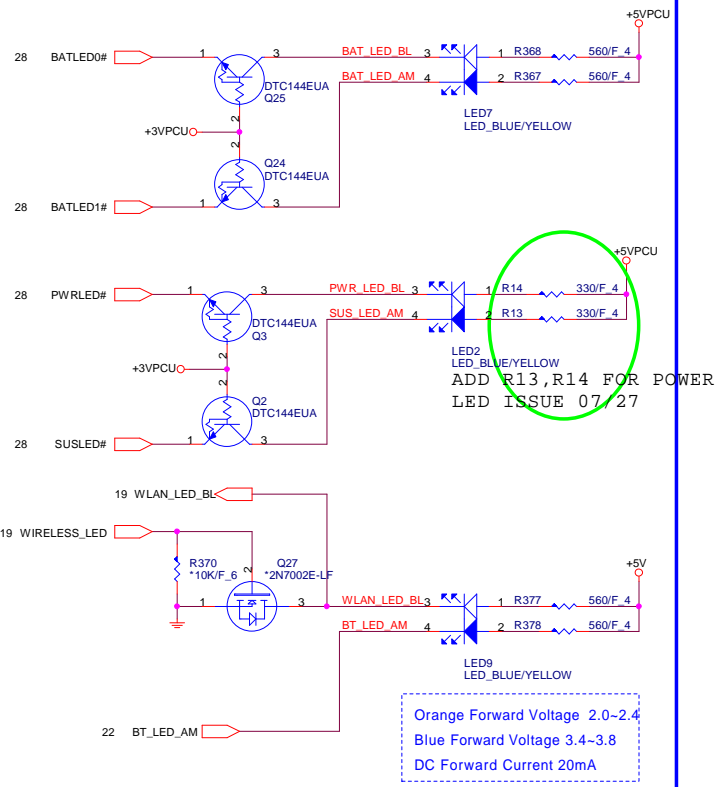 +5VPCU
28 BATLED0# 1 3 BAT_LED_BL 3 1 R368 560/F_4
DTC144EUA
Q25
BAT_LED_AM 4 2 R367 560/F_4
2
LED7
LED_BLUE/YELLOW
+3VPCU
2
Q24
DTC144EUA
28 BATLED1# 1 3
+5VPCU
28 PWRLED# 1 3 PWR_LED_BL 3 1 R14 330/F_4
SUS_LED_AM 4 2 R13 330/F_4
DTC144EUA
Q3
2
LED2
LED_BLUE/YELLOW
+3VPCU
ADD R13,R14 FOR POWER
LED ISSUE 07/27
2
Q2
DTC144EUA
28 SUSLED# 1 3
19 WLAN_LED_BL
19 WIRELESS_LED
R370
*10K/F_6
2
Q27
*2N7002E-LF
+5V
1 3 WLAN_LED_BL 3 1 R377 560/F_4
BT_LED_AM 4 2 R378 560/F_4
LED9
LED_BLUE/YELLOW
22 BT_LED_AM
Orange Forward Voltage 2.0~2.4
Blue Forward Voltage 3.4~3.8
DC Forward Current 20mA